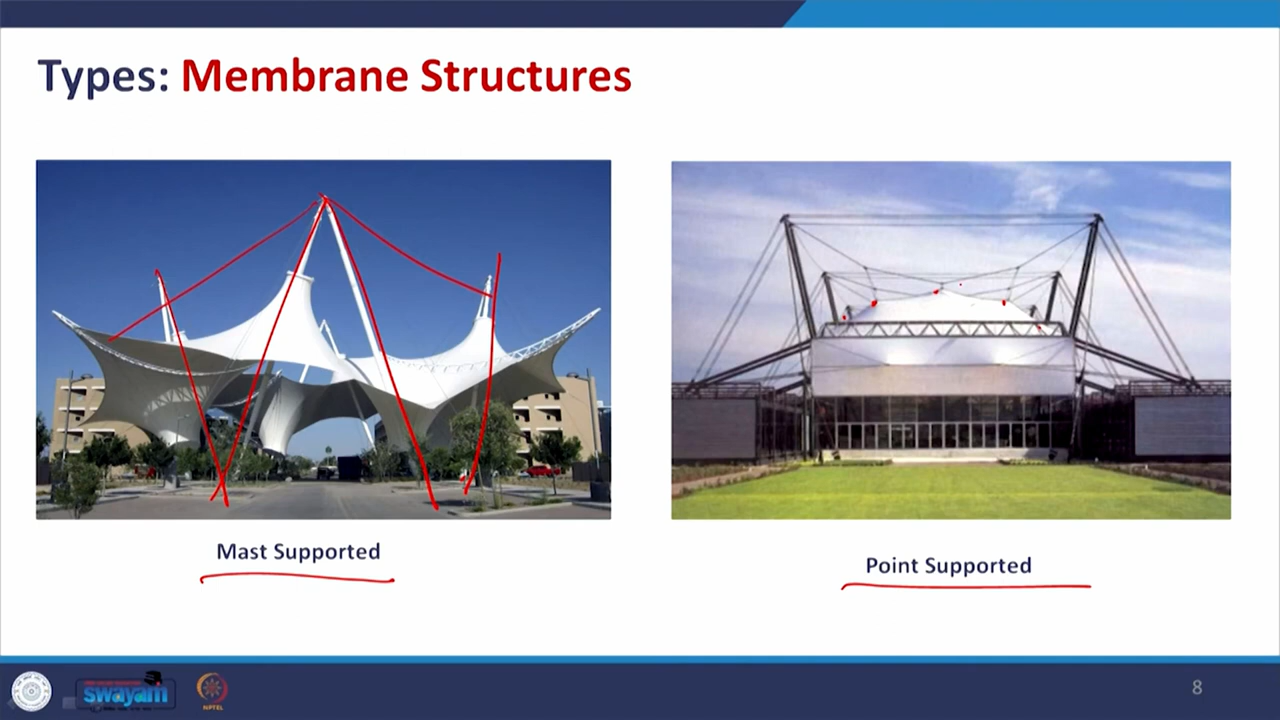 Types: Membrane Structures
Mast Supported
Point Supported
swayam
NPTEL
8